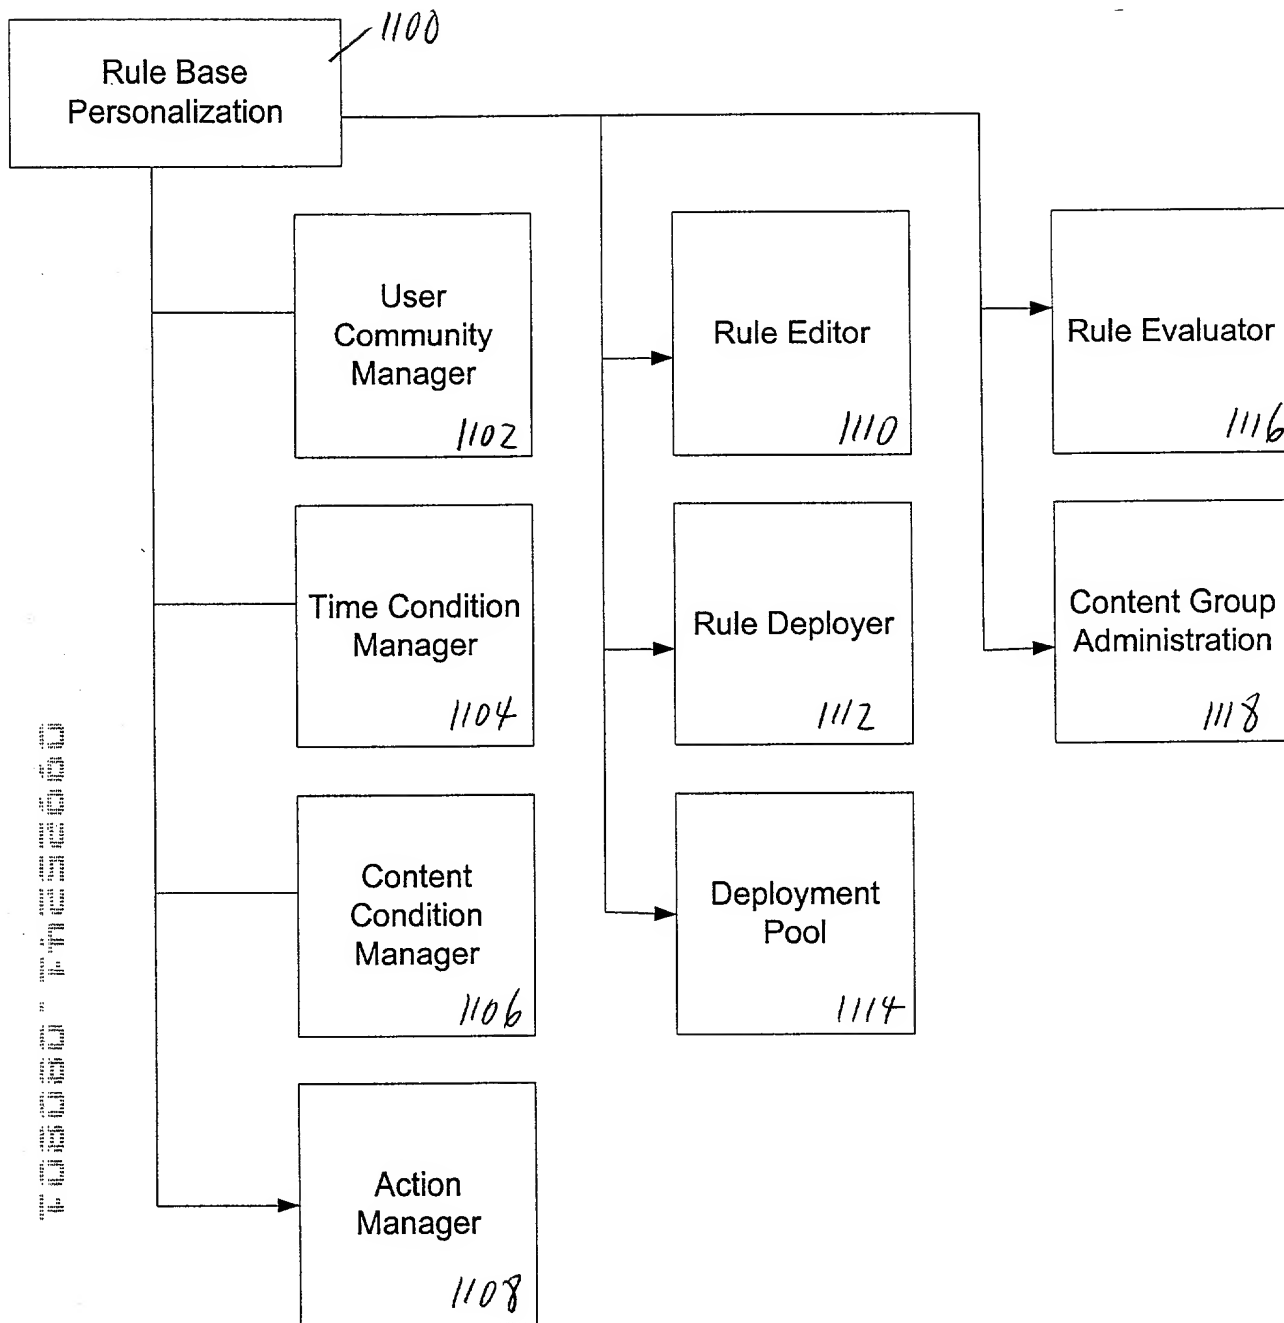 1100
Rule Base
Personalization
User
Community
Manager
1102
Rule Editor
1110
Rule Evaluator
1116
Time Condition
Manager
1104
Rule Deployer
1112
Content Group
Administration
1118
Content
Condition
Manager
1106
Deployment
Pool
1114
Action
Manager
1108